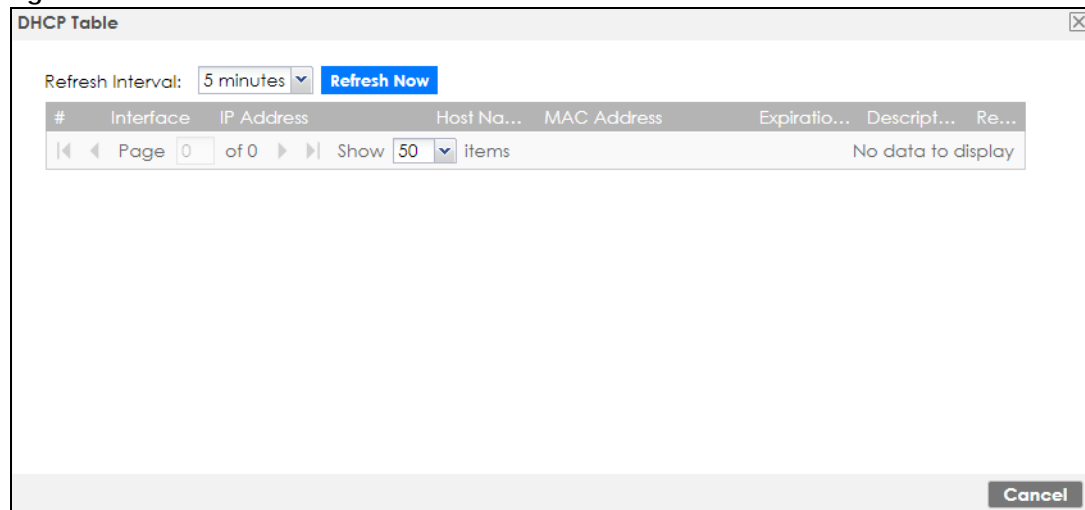 DHCP Table
Refresh Interval: 5 minutes Refresh Now
# Interface IP Address Host Na... MAC Address Expiratio... Descript... Re...
Page 0 of 0 Show 50 items No data to display
Cancel